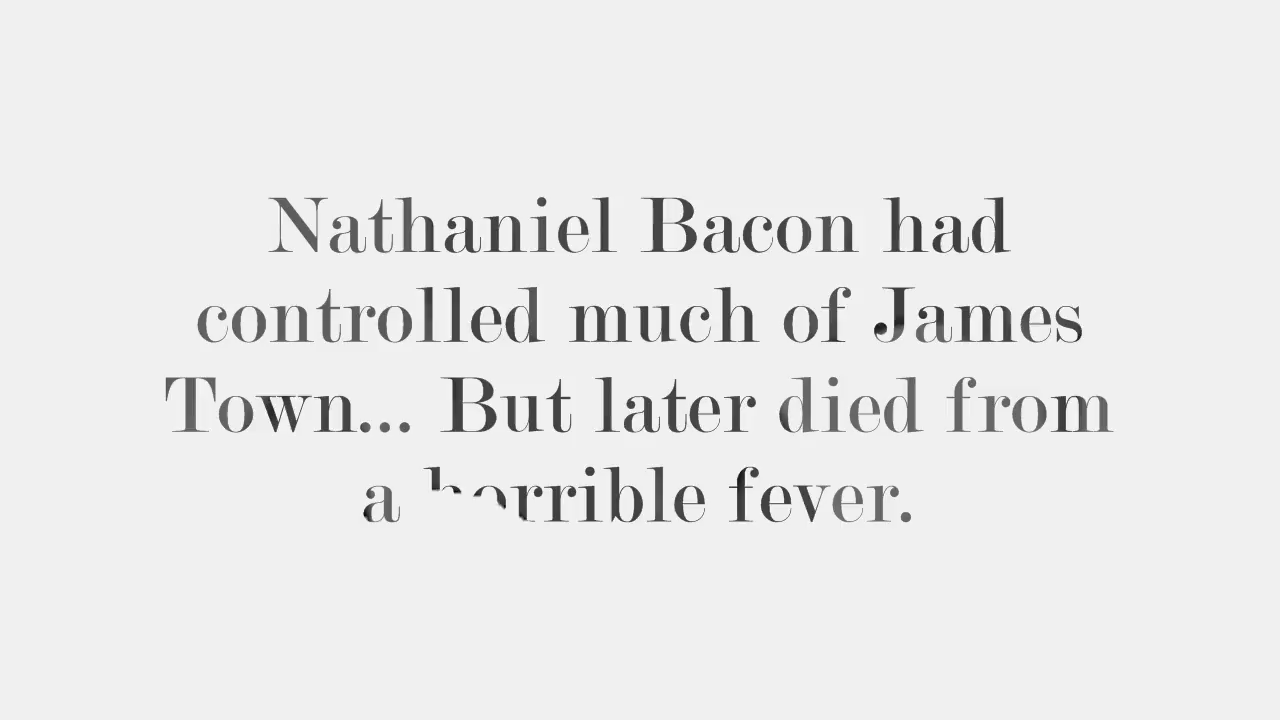 Nathaniel Bacon had
controlled much of James
Town... But later died from
a horrible fever.